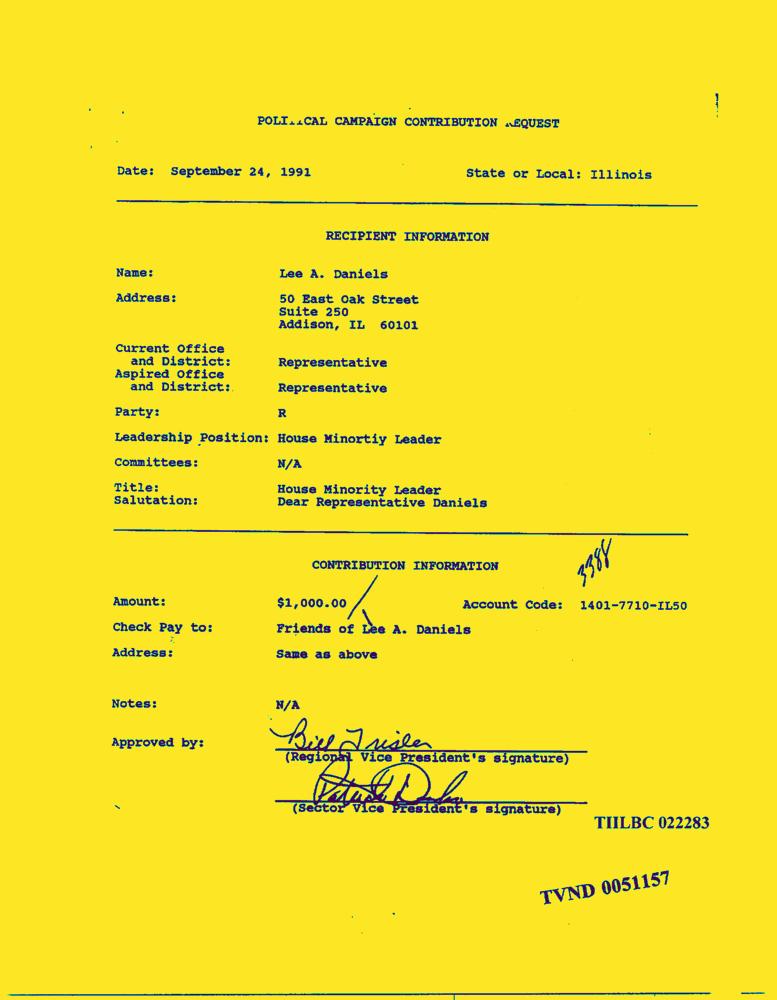 POLI CAL CAMPAIGN CONTRIBUTION EQUEST
Date: September 24, 1991 State or Local: Illinois
RECIPIENT INFORMATION
Name: Lee A. Daniels
Address: 50 East Oak Street
Suite 250
Addison, IL 60101
Current Office
and District: Representative
Aspired Office
and District: Representative
Party: R
Leadership Position: House Minortiy Leader
Committees: N/A
Title: House Minority Leader
Salutation: Dear Representative Daniels
3388
CONTRIBUTION INFORMATION
Amount: $1,000.00 Account Code: 1401-7710-IL50
Check Pay to: Friends of Lee A. Daniels
Address: Same as above
Notes: N/A
Approved by: Bill Trisler
(Regional Vice President's signature)
(Sector Vice President's signature)
TIILBC 022283
TVND 0051157